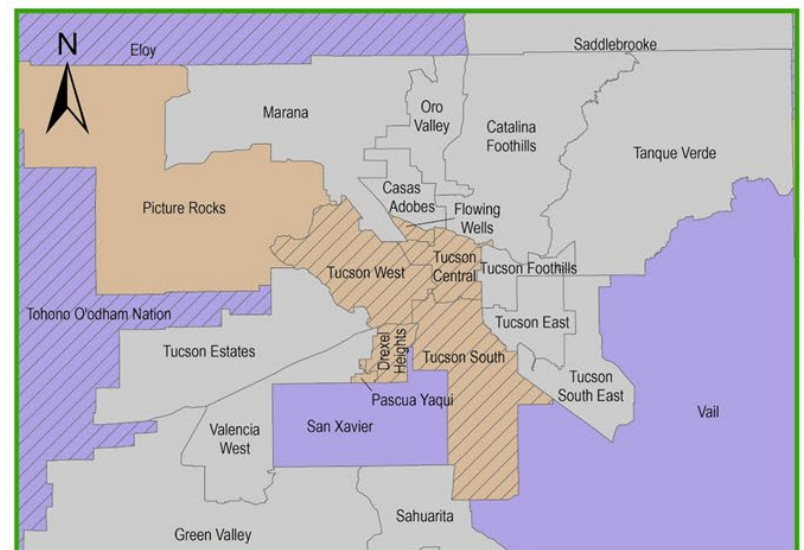 N
Eloy
Saddlebrooke
Marana
Oro
Valley
Catalina
Foothills
Tanque Verde
Picture Rocks
Casas
Adobes
Flowing
Wells
Tucson West
Tucson
Central
Tucson Foothills
Tohono O'odham Nation
Tucson East
Tucson Estates
Drexel
Heights
Tucson South
Tucson
South East
Pascua Yaqui
Vail
San Xavier
Valencia
West
Sahuarita
Green Valley